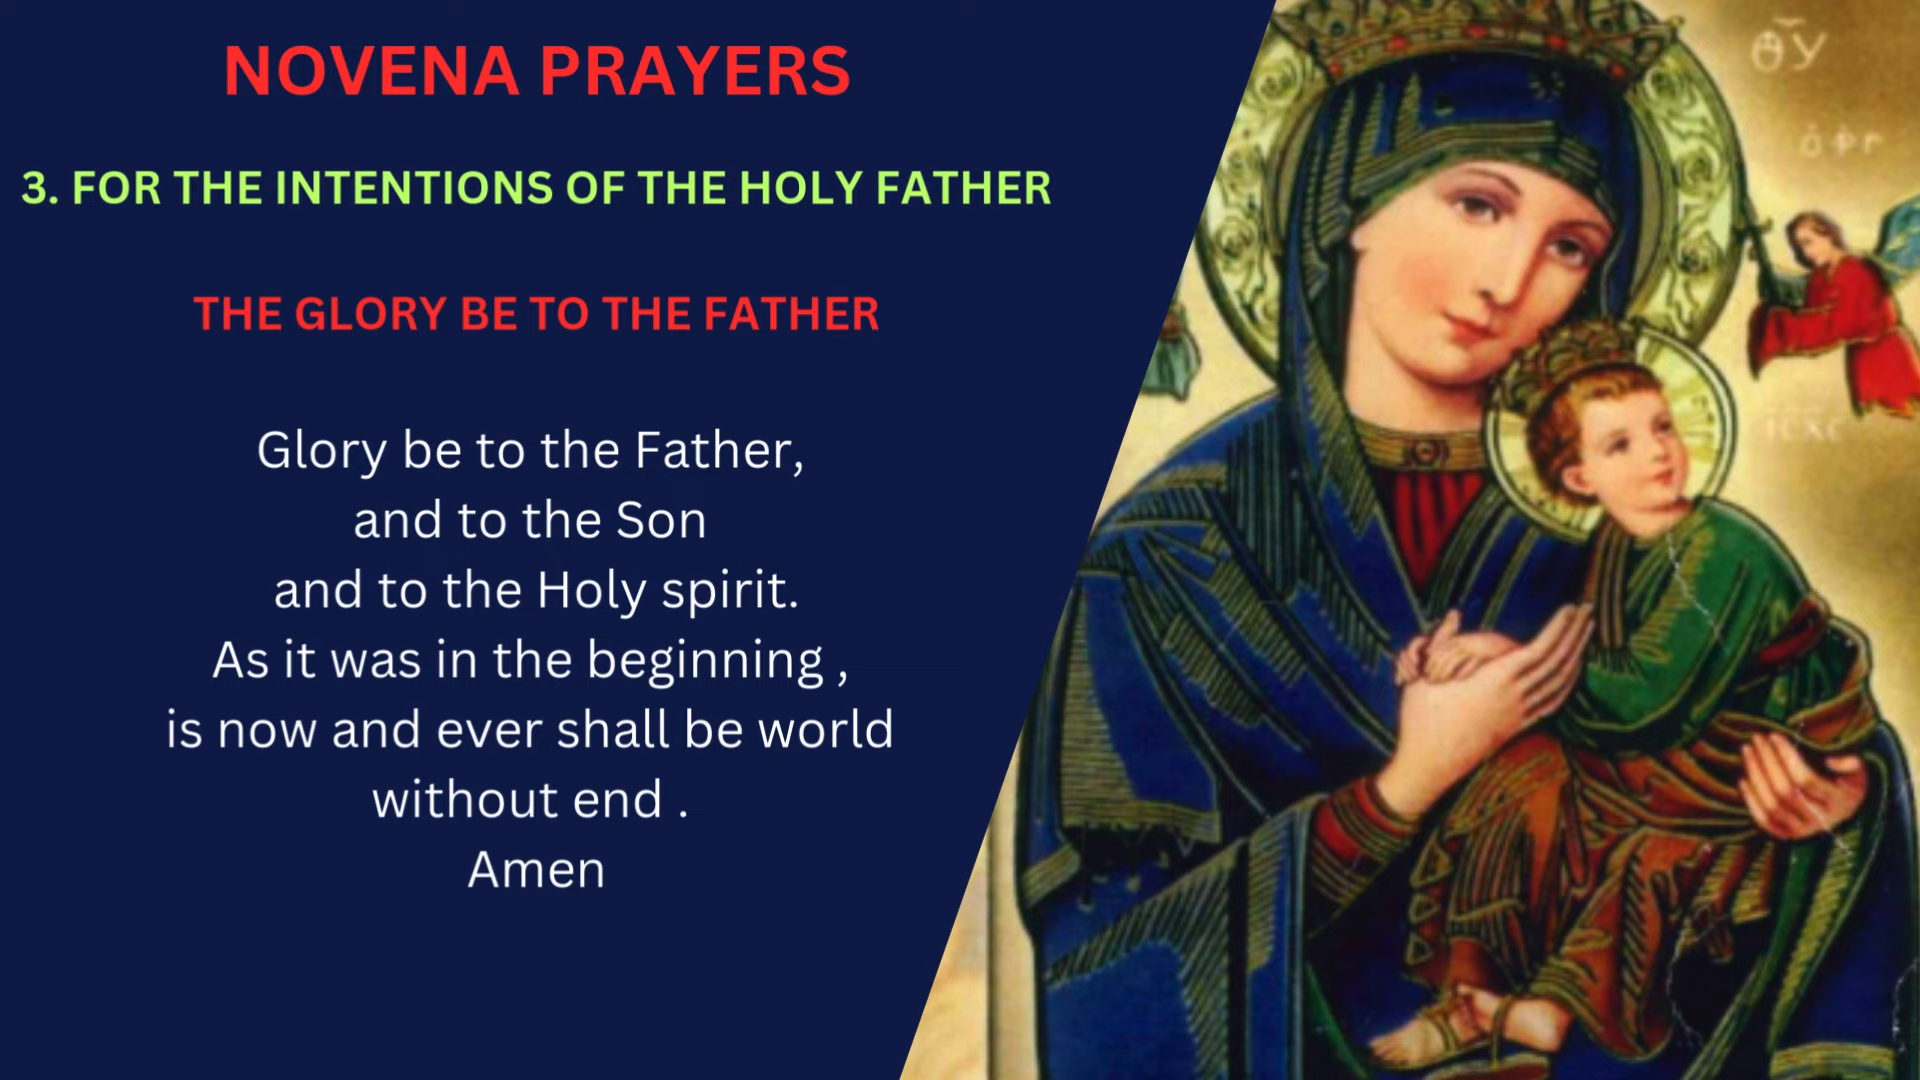 NOVENA PRAYERS
3. FOR THE INTENTIONS OF THE HOLY FATHER
THE GLORY BE TO THE FATHER
Glory be to the Father,
and to the Son
and to the Holy spirit.
As it was in the beginning ,
is now and ever shall be world
without end .
Amen
ΘΥ
ICXC